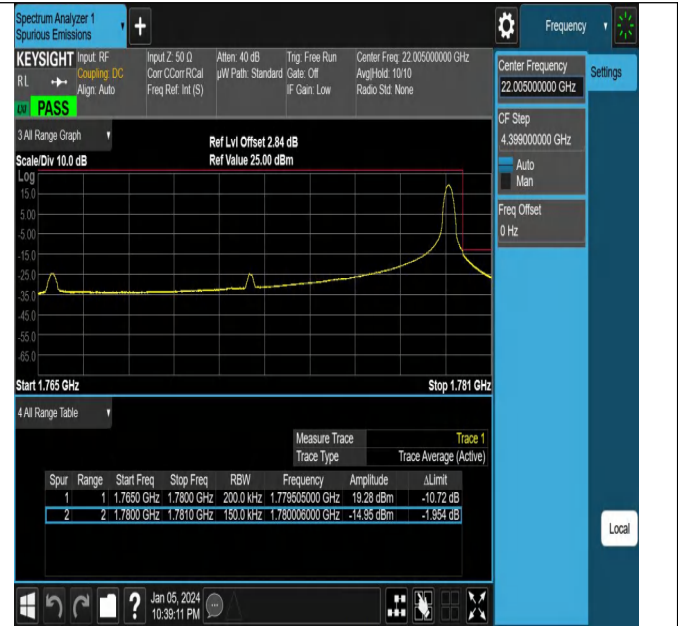 Spectrum Analyzer 1
Spurious Emissions
+
Frequency
KEYSIGHT
RL
LXI
PASS
Input: RF
Coupling: DC
Align: Auto
Input Z: 50 Ω
Corr CCorr RCal
Freq Ref: Int (S)
Atten: 40 dB
µW Path: Standard
Trig: Free Run
Gate: Off
IF Gain: Low
Center Freq: 22.005000000 GHz
Avg|Hold: 10/10
Radio Std: None
Center Frequency
22.005000000 GHz
Settings
CF Step
4.399000000 GHz
Auto
Man
Freq Offset
0 Hz
3 All Range Graph
Scale/Div 10.0 dB
Ref Lvl Offset 2.84 dB
Ref Value 25.00 dBm
Log
15.0
5.00
-5.00
-15.0
-25.0
-35.0
-45.0
-55.0
-65.0
Start 1.765 GHz
Stop 1.781 GHz
4 All Range Table
Measure Trace Trace 1
Trace Type Trace Average (Active)
Spur Range Start Freq Stop Freq RBW Frequency Amplitude ΔLimit
1 1 1.7650 GHz 1.7800 GHz 200.0 kHz 1.779505000 GHz 19.28 dBm -10.72 dB
2 2 1.7800 GHz 1.7810 GHz 150.0 kHz 1.780006000 GHz -14.95 dBm -1.954 dB
Local
?
Jan 05, 2024
10:39:11 PM